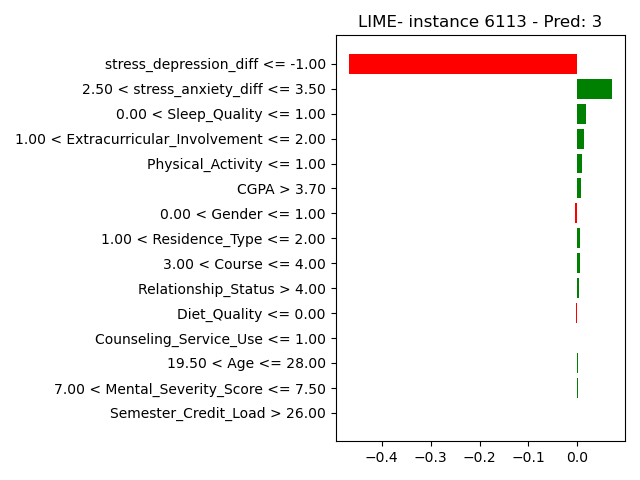 LIME- instance 6113 - Pred: 3
stress_depression_diff <= -1.00
2.50 < stress_anxiety_diff <= 3.50
0.00 < Sleep_Quality <= 1.00
1.00 < Extracurricular_Involvement <= 2.00
Physical_Activity <= 1.00
CGPA > 3.70
0.00 < Gender <= 1.00
1.00 < Residence_Type <= 2.00
3.00 < Course <= 4.00
Relationship_Status > 4.00
Diet_Quality <= 0.00
Counseling_Service_Use <= 1.00
19.50 < Age <= 28.00
7.00 < Mental_Severity_Score <= 7.50
Semester_Credit_Load > 26.00
−0.4 −0.3 −0.2 −0.1 0.0